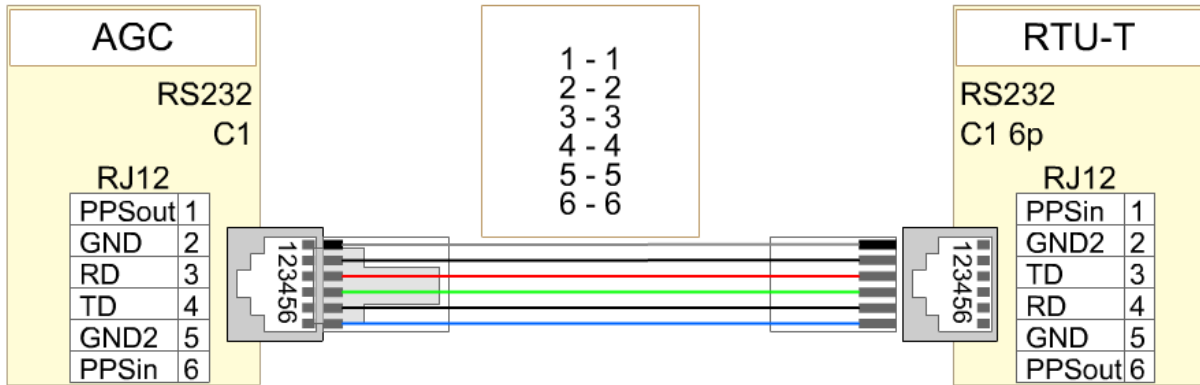 AGC
RS232
C1
RJ12
PPSout 1
GND 2
RD 3
TD 4
GND2 5
PPSin 6
123456
1 - 1
2 - 2
3 - 3
4 - 4
5 - 5
6 - 6
RTU-T
RS232
C1 6p
RJ12
PPSin 1
GND2 2
TD 3
RD 4
GND 5
PPSout 6
123456